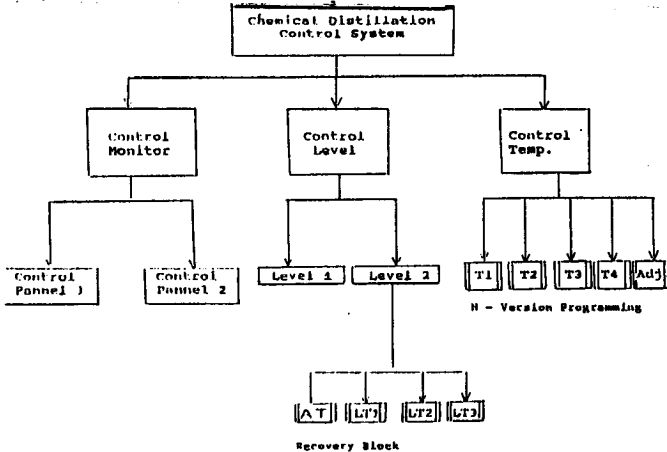 Chemical Distillation
Control System
Control
Monitor
Control
Level
Control
Temp.
Control
Pannel 1
Control
Pannel 2
Level 1
Level 2
T1
T2
T3
T4
Adj
N - Version Programming
AT
LT1
LT2
LT3
Recovery Block